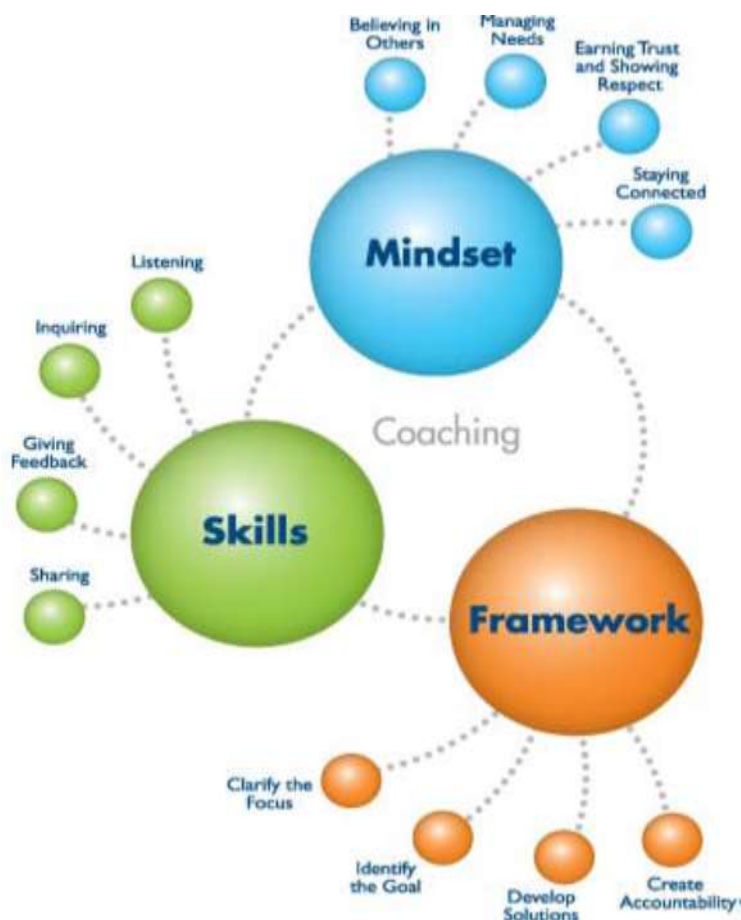 Believing in
Others
Managing
Needs
Earning Trust
and Showing
Respect
Staying
Connected
Mindset
Listening
Inquiring
Giving
Feedback
Sharing
Coaching
Skills
Framework
Clarify the
Focus
Identify
the Goal
Develop
Solutions
Create
Accountability